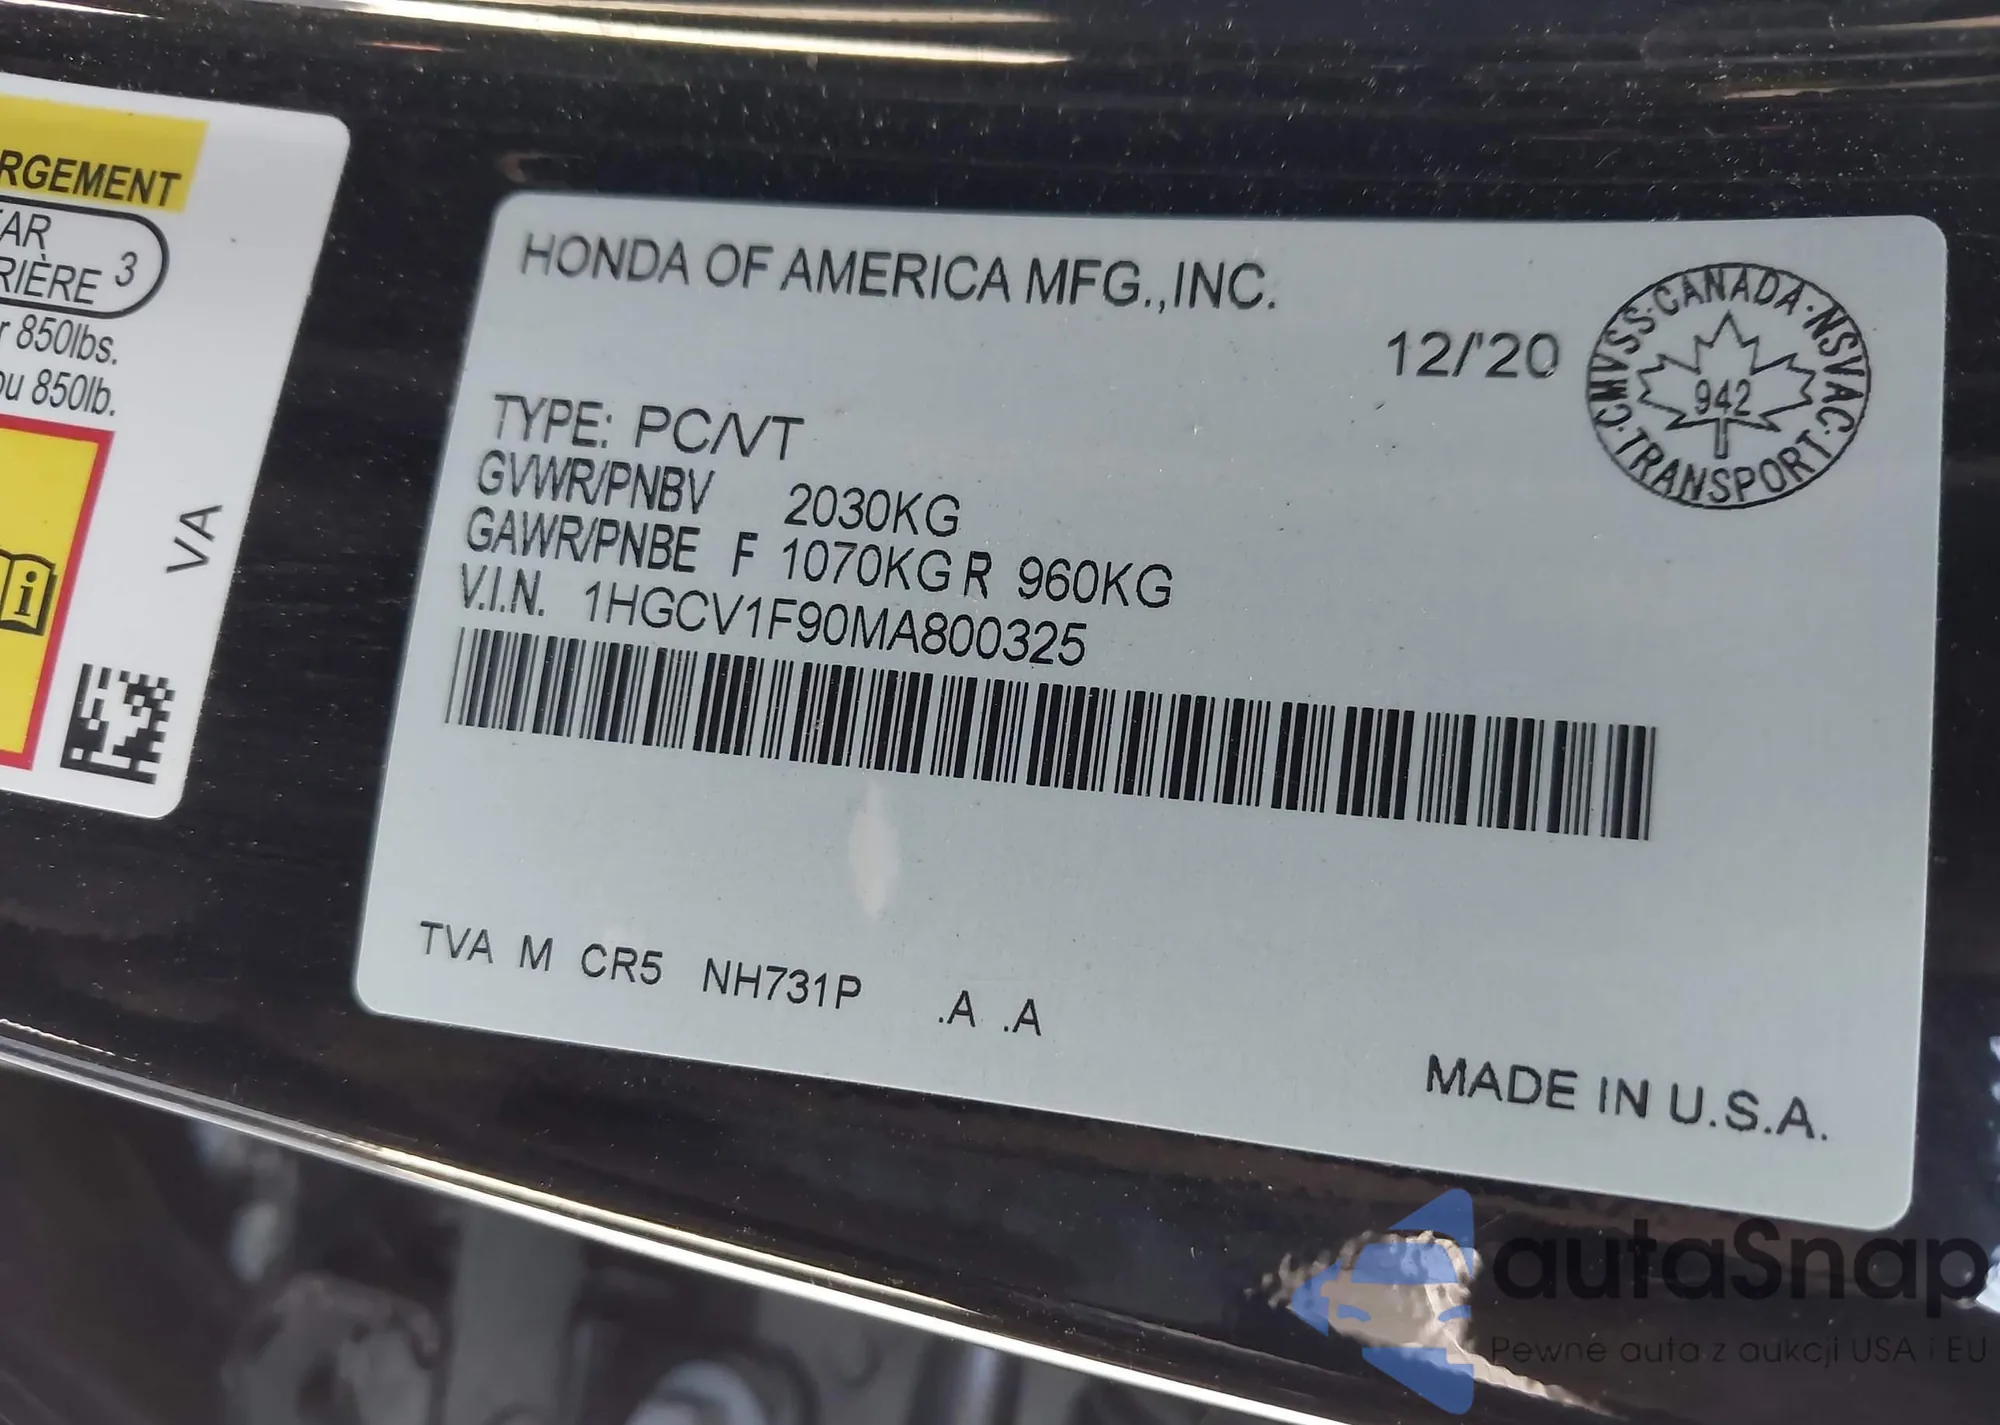 RGEMENT
RIÈRE 3
850lbs.
ou 850lb.
VA
HONDA OF AMERICA MFG.,INC.
12/'20
CMVSS·CANADA·NSVAC·TRANSPORT·
942
TYPE: PC/VT
GVWR/PNBV 2030KG
GAWR/PNBE F 1070KG R 960KG
V.I.N. 1HGCV1F90MA800325
TVA M CR5 NH731P .A .A
MADE IN U.S.A.
autaSnap
Pewne auta z aukcji USA i EU